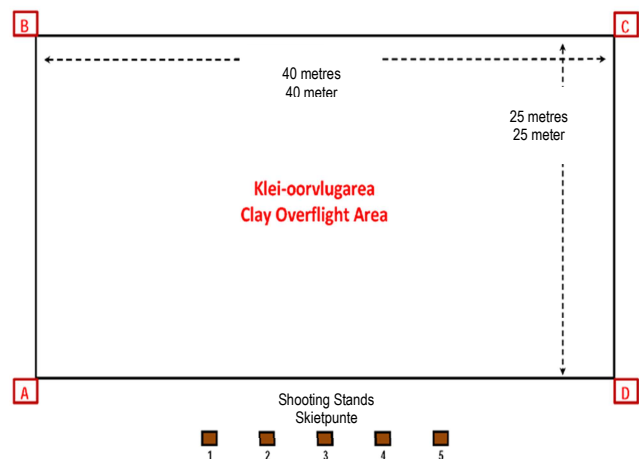 B
C
40 metres
40 meter
25 metres
25 meter
Klei-oorvlugarea
Clay Overflight Area
A
D
Shooting Stands
Skietpunte
1 2 3 4 5